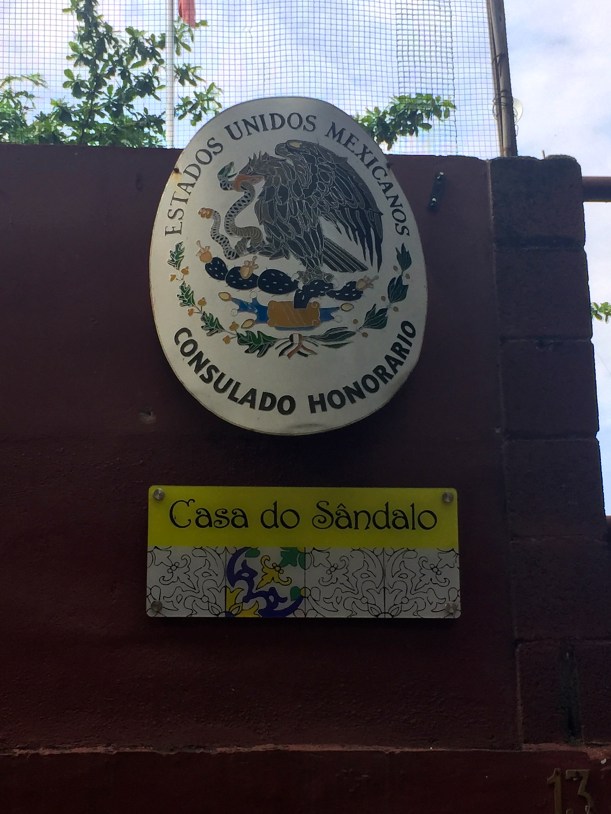 ESTADOS UNIDOS MEXICANOS
CONSULADO HONORARIO
Casa do Sândalo
13